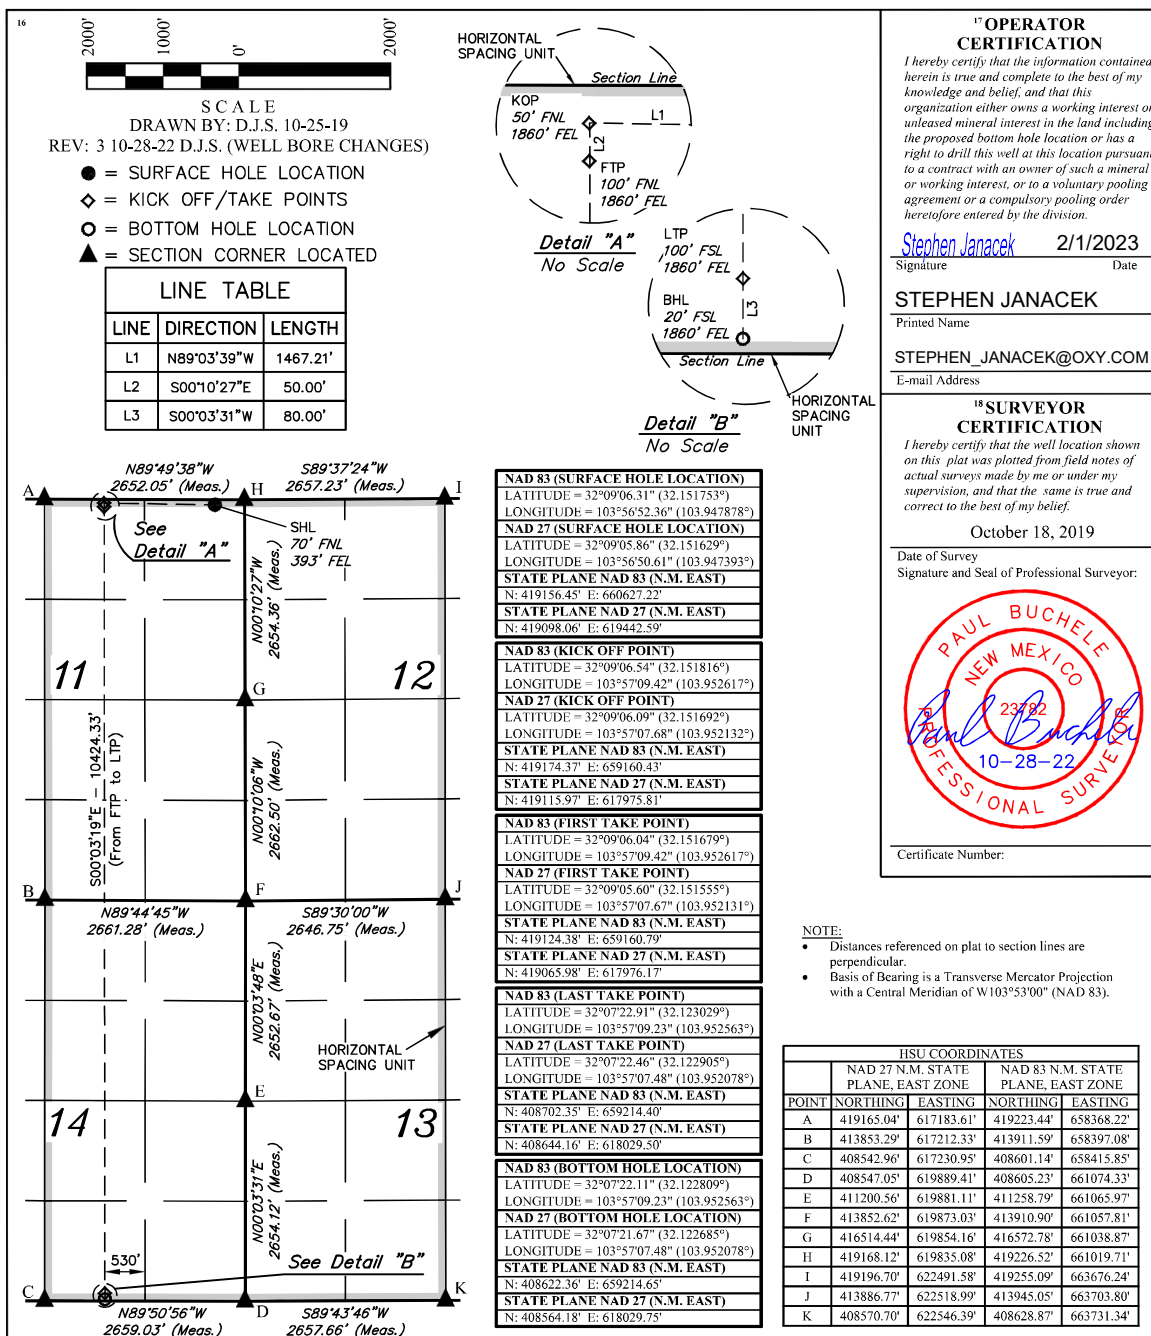 16
2000'
1000'
0'
2000'
SCALE
DRAWN BY: D.J.S. 10-25-19
REV: 3 10-28-22 D.J.S. (WELL BORE CHANGES)
= SURFACE HOLE LOCATION
= KICK OFF/TAKE POINTS
= BOTTOM HOLE LOCATION
= SECTION CORNER LOCATED
LINE TABLE
LINE DIRECTION LENGTH
L1 N89°03'39"W 1467.21'
L2 S00°10'27"E 50.00'
L3 S00°03'31"W 80.00'
HORIZONTAL
SPACING UNIT
Section Line
KOP
50' FNL
1860' FEL
L1
L2
FTP
100' FNL
1860' FEL
Detail "A"
No Scale
LTP
100' FSL
1860' FEL
L3
BHL
20' FSL
1860' FEL
Section Line
HORIZONTAL
SPACING
UNIT
Detail "B"
No Scale
N89°49'38"W
2652.05' (Meas.)
S89°37'24"W
2657.23' (Meas.)
A
H
I
See
Detail "A"
SHL
70' FNL
393' FEL
N00°10'27"W
2654.36' (Meas.)
11
12
G
S00°03'19"E – 10424.33'
(From FTP to LTP)
N00°10'06"W
2662.50' (Meas.)
B
F
J
N89°44'45"W
2661.28' (Meas.)
S89°30'00"W
2646.75' (Meas.)
N00°03'48"E
2652.67' (Meas.)
HORIZONTAL
SPACING UNIT
E
14
13
N00°03'31"E
2654.12' (Meas.)
530'
See Detail "B"
C
D
K
N89°50'56"W
2659.03' (Meas.)
S89°43'46"W
2657.66' (Meas.)
NAD 83 (SURFACE HOLE LOCATION)
LATITUDE = 32°09'06.31" (32.151753°)
LONGITUDE = 103°56'52.36" (103.947878°)
NAD 27 (SURFACE HOLE LOCATION)
LATITUDE = 32°09'05.86" (32.151629°)
LONGITUDE = 103°56'50.61" (103.947393°)
STATE PLANE NAD 83 (N.M. EAST)
N: 419156.45' E: 660627.22'
STATE PLANE NAD 27 (N.M. EAST)
N: 419098.06' E: 619442.59'
NAD 83 (KICK OFF POINT)
LATITUDE = 32°09'06.54" (32.151816°)
LONGITUDE = 103°57'09.42" (103.952617°)
NAD 27 (KICK OFF POINT)
LATITUDE = 32°09'06.09" (32.151692°)
LONGITUDE = 103°57'07.68" (103.952132°)
STATE PLANE NAD 83 (N.M. EAST)
N: 419174.37' E: 659160.43'
STATE PLANE NAD 27 (N.M. EAST)
N: 419115.97' E: 617975.81'
NAD 83 (FIRST TAKE POINT)
LATITUDE = 32°09'06.04" (32.151679°)
LONGITUDE = 103°57'09.42" (103.952617°)
NAD 27 (FIRST TAKE POINT)
LATITUDE = 32°09'05.60" (32.151555°)
LONGITUDE = 103°57'07.67" (103.952131°)
STATE PLANE NAD 83 (N.M. EAST)
N: 419124.38' E: 659160.79'
STATE PLANE NAD 27 (N.M. EAST)
N: 419065.98' E: 617976.17'
NAD 83 (LAST TAKE POINT)
LATITUDE = 32°07'22.91" (32.123029°)
LONGITUDE = 103°57'09.23" (103.952563°)
NAD 27 (LAST TAKE POINT)
LATITUDE = 32°07'22.46" (32.122905°)
LONGITUDE = 103°57'07.48" (103.952078°)
STATE PLANE NAD 83 (N.M. EAST)
N: 408702.35' E: 659214.40'
STATE PLANE NAD 27 (N.M. EAST)
N: 408644.16' E: 618029.50'
NAD 83 (BOTTOM HOLE LOCATION)
LATITUDE = 32°07'22.11" (32.122809°)
LONGITUDE = 103°57'09.23" (103.952563°)
NAD 27 (BOTTOM HOLE LOCATION)
LATITUDE = 32°07'21.67" (32.122685°)
LONGITUDE = 103°57'07.48" (103.952078°)
STATE PLANE NAD 83 (N.M. EAST)
N: 408622.36' E: 659214.65'
STATE PLANE NAD 27 (N.M. EAST)
N: 408564.18' E: 618029.75'
17 OPERATOR
CERTIFICATION
I hereby certify that the information contained
herein is true and complete to the best of my
knowledge and belief, and that this
organization either owns a working interest or
unleased mineral interest in the land including
the proposed bottom hole location or has a
right to drill this well at this location pursuant
to a contract with an owner of such a mineral
or working interest, or to a voluntary pooling
agreement or a compulsory pooling order
heretofore entered by the division.
Stephen Janacek 2/1/2023
Signature Date
STEPHEN JANACEK
Printed Name
STEPHEN_JANACEK@OXY.COM
E-mail Address
18 SURVEYOR
CERTIFICATION
I hereby certify that the well location shown
on this plat was plotted from field notes of
actual surveys made by me or under my
supervision, and that the same is true and
correct to the best of my belief.
October 18, 2019
Date of Survey
Signature and Seal of Professional Surveyor:
PAUL BUCHELE
NEW MEXICO
23782
Paul Buchele
10-28-22
PROFESSIONAL SURVEYOR
Certificate Number:
NOTE:
• Distances referenced on plat to section lines are
perpendicular.
• Basis of Bearing is a Transverse Mercator Projection
with a Central Meridian of W103°53'00" (NAD 83).
HSU COORDINATES
NAD 27 N.M. STATE PLANE, EAST ZONE NAD 83 N.M. STATE PLANE, EAST ZONE
POINT NORTHING EASTING NORTHING EASTING
A 419165.04' 617183.61' 419223.44' 658368.22'
B 413853.29' 617212.33' 413911.59' 658397.08'
C 408542.96' 617230.95' 408601.14' 658415.85'
D 408547.05' 619889.41' 408605.23' 661074.33'
E 411200.56' 619881.11' 411258.79' 661065.97'
F 413852.62' 619873.03' 413910.90' 661057.81'
G 416514.44' 619854.16' 416572.78' 661038.87'
H 419168.12' 619835.08' 419226.52' 661019.71'
I 419196.70' 622491.58' 419255.09' 663676.24'
J 413886.77' 622518.99' 413945.05' 663703.80'
K 408570.70' 622546.39' 408628.87' 663731.34'